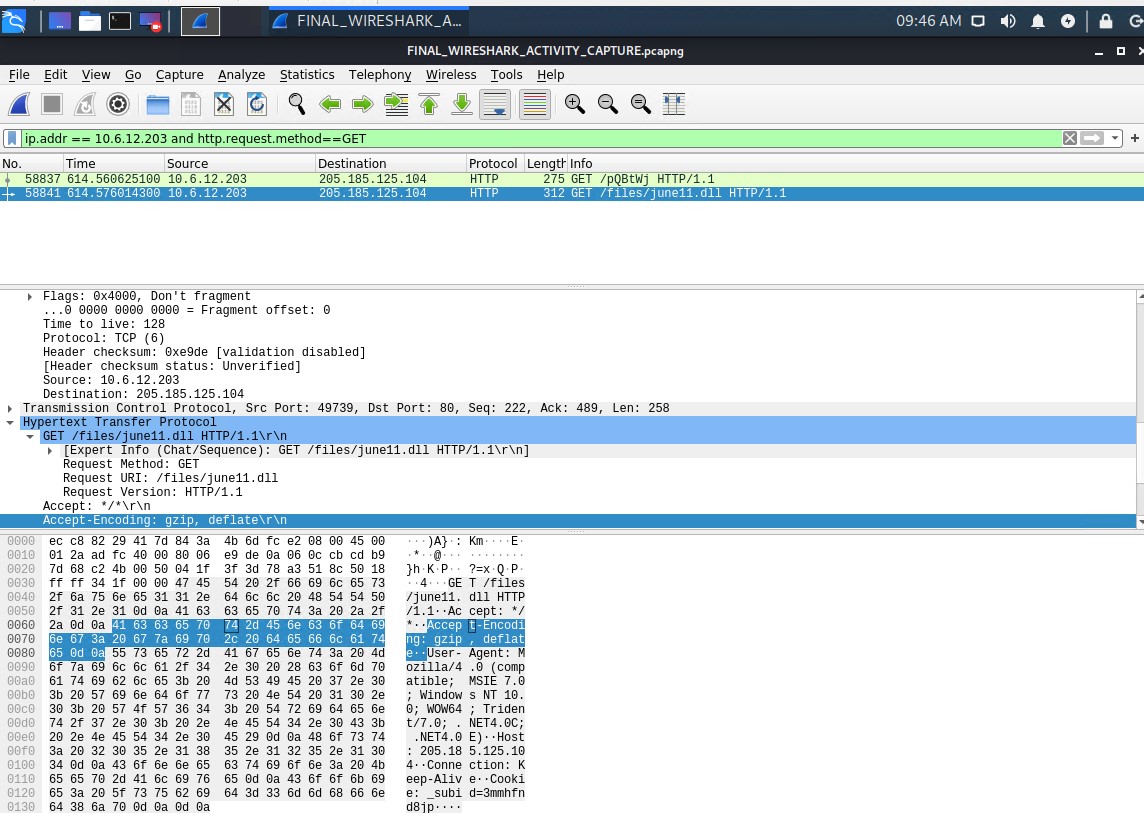 FINAL_WIRESHARK_A...
09:46 AM
FINAL_WIRESHARK_ACTIVITY_CAPTURE.pcapng
File Edit View Go Capture Analyze Statistics Telephony Wireless Tools Help
ip.addr == 10.6.12.203 and http.request.method==GET
No. Time Source Destination Protocol Length Info
58837 614.560625100 10.6.12.203 205.185.125.104 HTTP 275 GET /pQBtWj HTTP/1.1
58841 614.576014300 10.6.12.203 205.185.125.104 HTTP 312 GET /files/june11.dll HTTP/1.1
Flags: 0x4000, Don't fragment
...0 0000 0000 0000 = Fragment offset: 0
Time to live: 128
Protocol: TCP (6)
Header checksum: 0xe9de [validation disabled]
[Header checksum status: Unverified]
Source: 10.6.12.203
Destination: 205.185.125.104
Transmission Control Protocol, Src Port: 49739, Dst Port: 80, Seq: 222, Ack: 489, Len: 258
Hypertext Transfer Protocol
GET /files/june11.dll HTTP/1.1\r\n
[Expert Info (Chat/Sequence): GET /files/june11.dll HTTP/1.1\r\n]
Request Method: GET
Request URI: /files/june11.dll
Request Version: HTTP/1.1
Accept: */*\r\n
Accept-Encoding: gzip, deflate\r\n
0000 ec c8 82 29 41 7d 84 3a 4b 6d fc e2 08 00 45 00 ···)A}·: Km····E·
0010 01 2a ad fc 40 00 80 06 e9 de 0a 06 0c cb cd b9 ·*··@··· ········
0020 7d 68 c2 4b 00 50 04 1f 3f 3d 78 a3 51 8c 50 18 }h·K·P·· ?=x·Q·P·
0030 ff ff 34 1f 00 00 47 45 54 20 2f 66 69 6c 65 73 ··4···GE T /files
0040 2f 6a 75 6e 65 31 31 2e 64 6c 6c 20 48 54 54 50 /june11. dll HTTP
0050 2f 31 2e 31 0d 0a 41 63 63 65 70 74 3a 20 2a 2f /1.1··Ac cept: */
0060 2a 0d 0a 41 63 63 65 70 74 2d 45 6e 63 6f 64 69 *··Accep t-Encodi
0070 6e 67 3a 20 67 7a 69 70 2c 20 64 65 66 6c 61 74 ng: gzip , deflat
0080 65 0d 0a 55 73 65 72 2d 41 67 65 6e 74 3a 20 4d e··User- Agent: M
0090 6f 7a 69 6c 6c 61 2f 34 2e 30 20 28 63 6f 6d 70 ozilla/4 .0 (comp
00a0 61 74 69 62 6c 65 3b 20 4d 53 49 45 20 37 2e 30 atible;  MSIE 7.0
00b0 3b 20 57 69 6e 64 6f 77 73 20 4e 54 20 31 30 2e ; Window s NT 10.
00c0 30 3b 20 57 4f 57 36 34 3b 20 54 72 69 64 65 6e 0; WOW64 ; Triden
00d0 74 2f 37 2e 30 3b 20 2e 4e 45 54 34 2e 30 43 3b t/7.0; . NET4.0C;
00e0 20 2e 4e 45 54 34 2e 30 45 29 0d 0a 48 6f 73 74 .NET4.0 E)··Host
00f0 3a 20 32 30 35 2e 31 38 35 2e 31 32 35 2e 31 30 : 205.18 5.125.10
0100 34 0d 0a 43 6f 6e 6e 65 63 74 69 6f 6e 3a 20 4b 4··Conne ction: K
0110 65 65 70 2d 41 6c 69 76 65 0d 0a 43 6f 6f 6b 69 eep-Aliv e··Cooki
0120 65 3a 20 5f 73 75 62 69 64 3d 33 6d 6d 68 66 6e e: _subi d=3mmhfn
0130 64 38 6a 70 0d 0a 0d 0a d8jp····